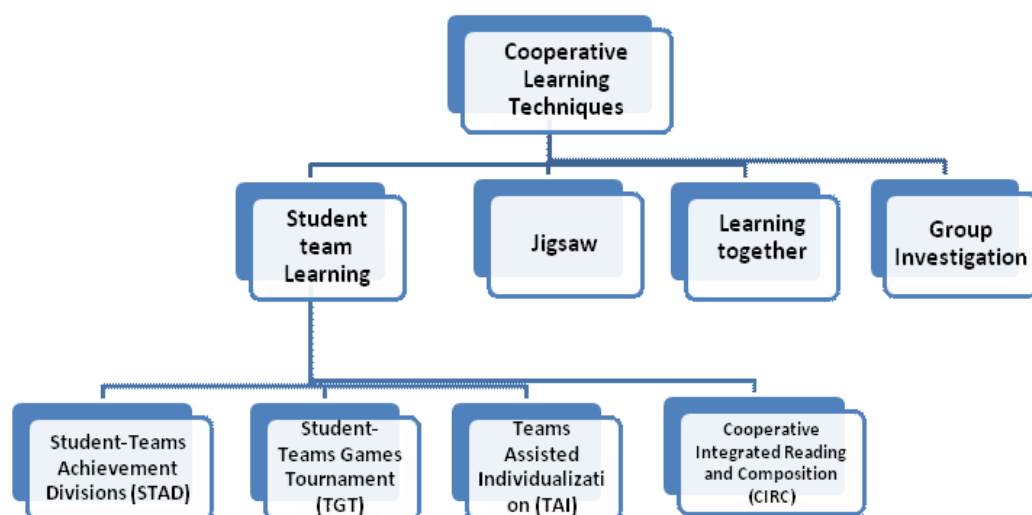 Cooperative
Learning
Techniques
Student
team
Learning
Jigsaw
Learning
together
Group
Investigation
Student-Teams
Achievement
Divisions (STAD)
Student-
Teams Games
Tournament
(TGT)
Teams
Assisted
Individualizati
on (TAI)
Cooperative
Integrated Reading
and Composition
(CIRC)